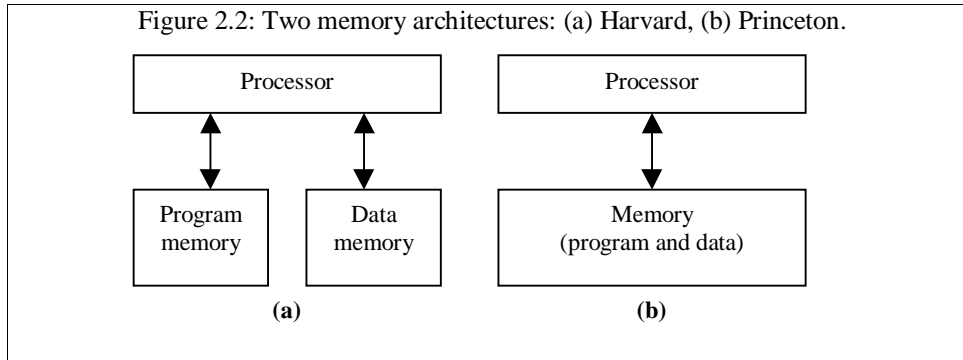 Figure 2.2: Two memory architectures: (a) Harvard, (b) Princeton.
Processor
Program
memory
Data
memory
(a)
Processor
Memory
(program and data)
(b)